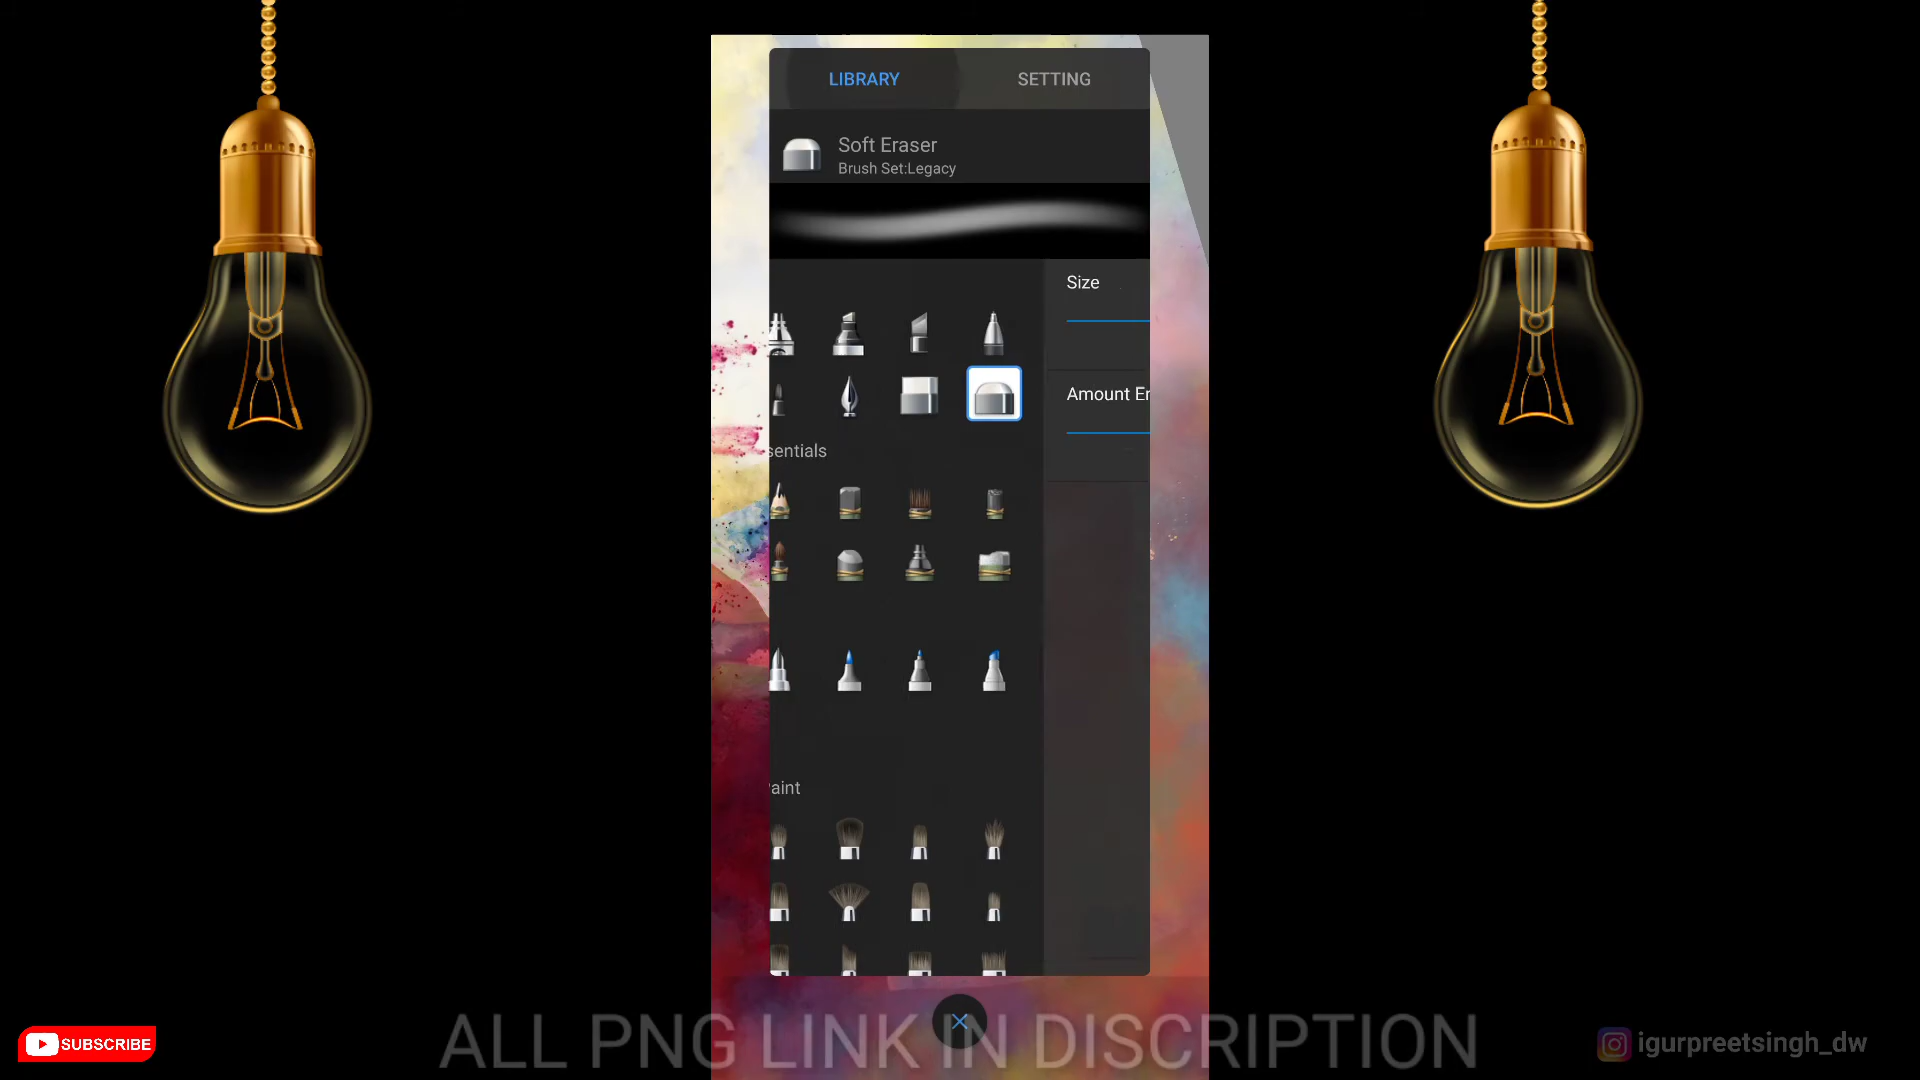 LIBRARY SETTING
Soft Eraser
Brush Set:Legacy
Size
Amount Er
sentials
aint
ALL PNG LINK IN DISCRIPTION
SUBSCRIBE
igurpreetsingh_dw